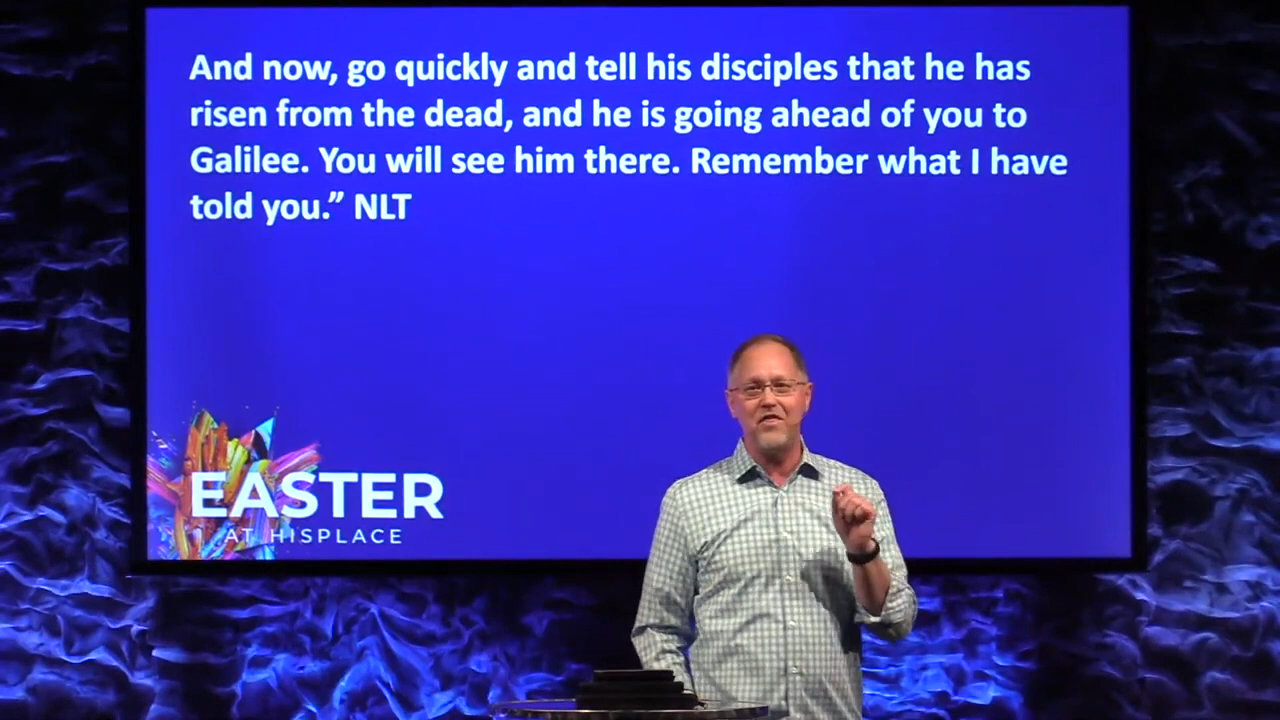 And now, go quickly and tell his disciples that he has
risen from the dead, and he is going ahead of you to
Galilee. You will see him there. Remember what I have
told you.” NLT
EASTER
AT HISPLACE